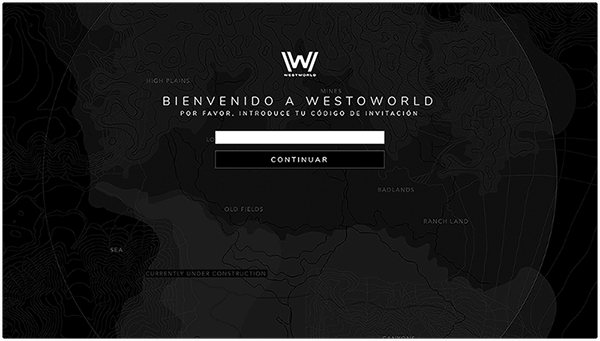 WESTWORLD
HIGH PLAINS
MINES
BIENVENIDO A WESTOWORLD
POR FAVOR, INTRODUCE TU CÓDIGO DE INVITACIÓN
CONTINUAR
BADLANDS
OLD FIELDS
RANCH LAND
SEA
CURRENTLY UNDER CONSTRUCTION
CANYONS